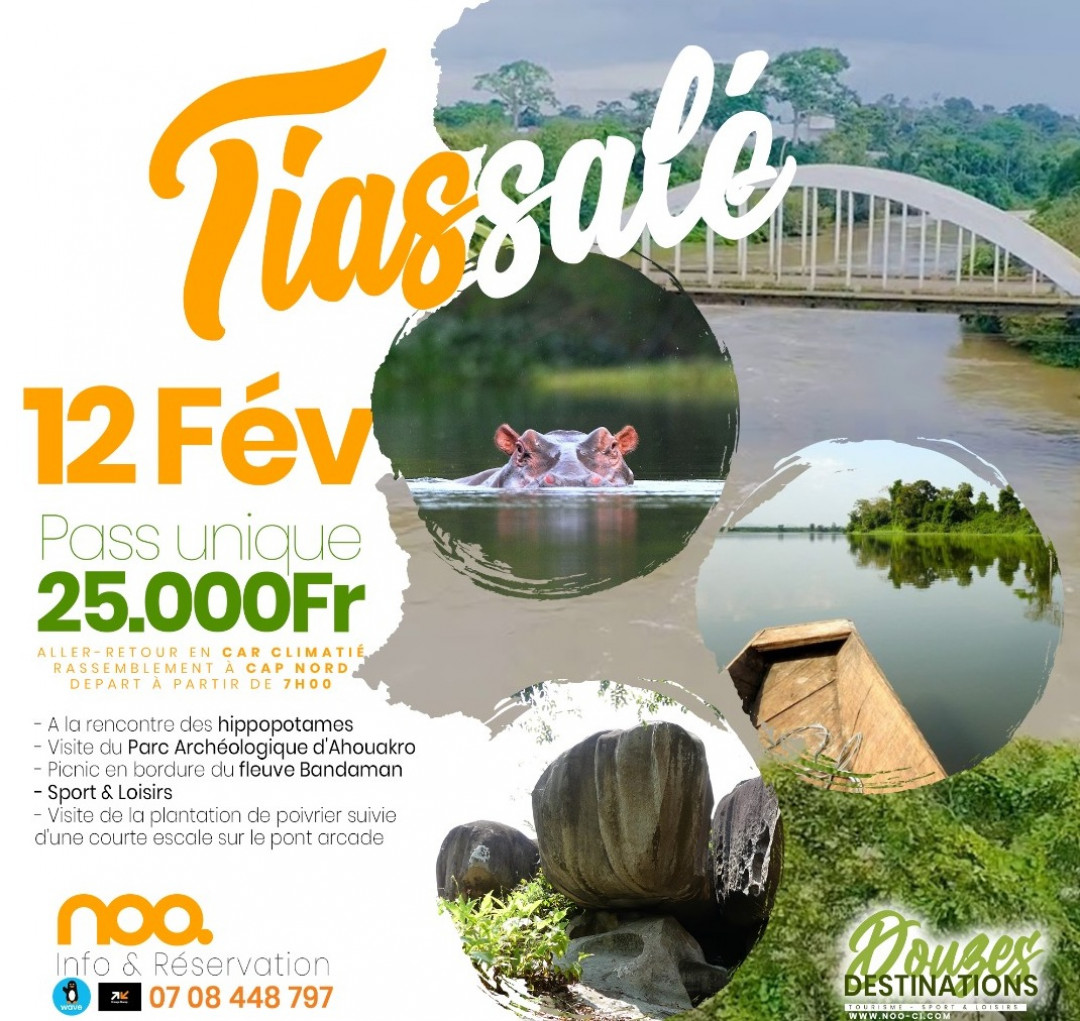 Tiassalé
12 Fév
Pass unique
25.000Fr
ALLER-RETOUR EN CAR CLIMATIÉ
RASSEMBLEMENT À CAP NORD
DEPART À PARTIR DE 7H00
- A la rencontre des hippopotames
- Visite du Parc Archéologique d'Ahouakro
- Picnic en bordure du fleuve Bandaman
- Sport & Loisirs
- Visite de la plantation de poivrier suivie
d'une courte escale sur le pont arcade
noo.
Info & Réservation
wave
07 08 448 797
Douzes
DESTINATIONS
TOURISME - SPORT & LOISIRS
WWW.NOO-CI.COM